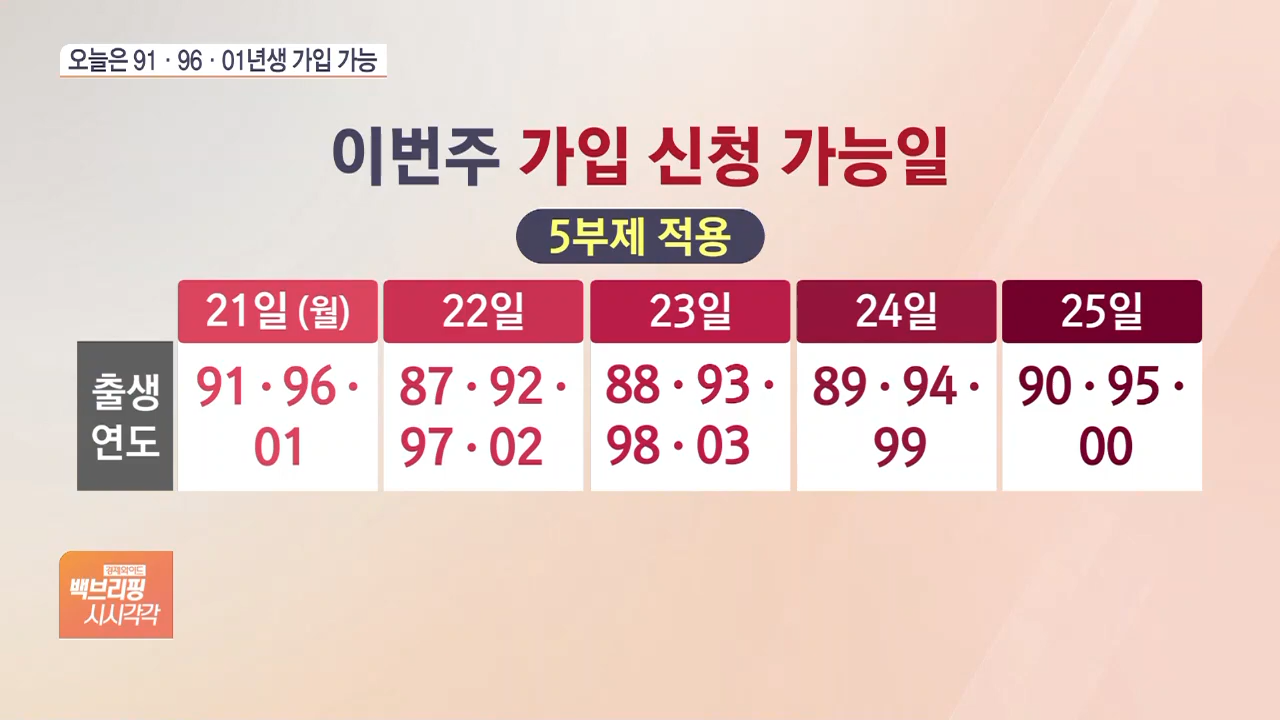 오늘은 91 · 96 · 01년생 가입 가능
이번주 가입 신청 가능일
5부제 적용
21일 (월) 22일 23일 24일 25일
출생 연도
91 · 96 · 01
87 · 92 · 97 · 02
88 · 93 · 98 · 03
89 · 94 · 99
90 · 95 · 00
경제와이드
백브리핑
시시각각